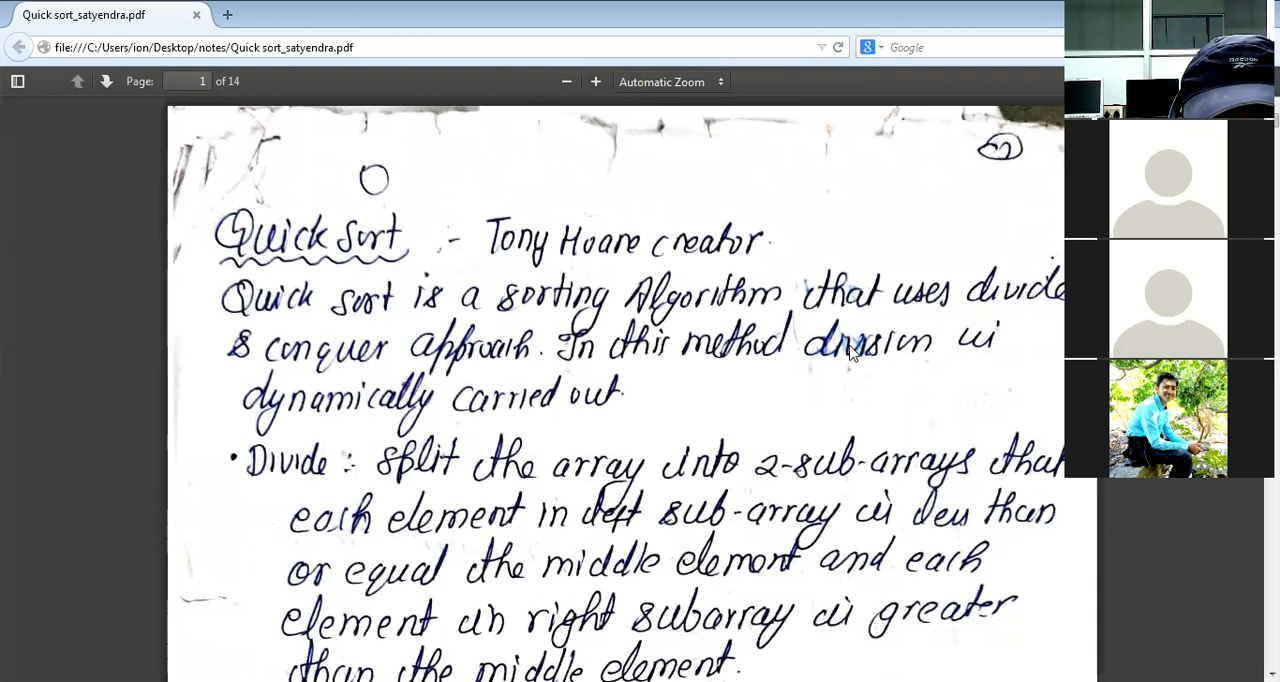 Quick sort_satyendra.pdf
file:///C:/Users/ion/Desktop/notes/Quick sort_satyendra.pdf
Google
Page: 1 of 14
Automatic Zoom
Reebok
Quick Sort :- Tony Hoare creator.
Quick sort is a sorting Algorithm that uses divide
& conquer approach. In this method division is
dynamically carried out.
• Divide : split the array into 2-sub-arrays that
each element in left sub-array is less than
or equal the middle element and each
element in right subarray is greater
than the middle element.